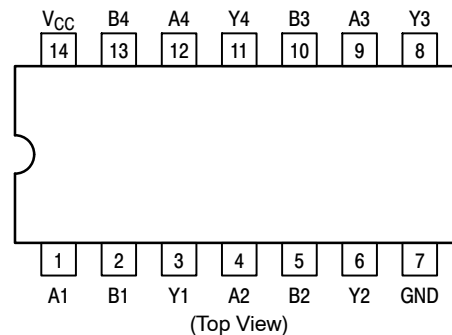 V_CC B4 A4 Y4 B3 A3 Y3
14 13 12 11 10 9 8
1 2 3 4 5 6 7
A1 B1 Y1 A2 B2 Y2 GND
(Top View)